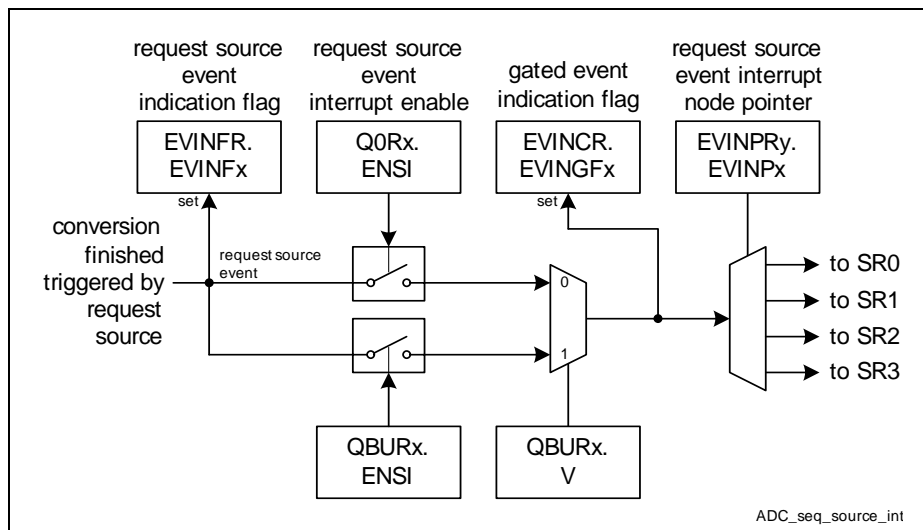 request source
event
indication flag
request source
event
interrupt enable
gated event
indication flag
request source
event interrupt
node pointer
EVINFR.
EVINFx
Q0Rx.
ENSI
EVINCR.
EVINGFx
EVINPRy.
EVINPx
set
set
conversion
finished
triggered by
request
source
request source
event
0
1
to SR0
to SR1
to SR2
to SR3
QBURx.
ENSI
QBURx.
V
ADC_seq_source_int